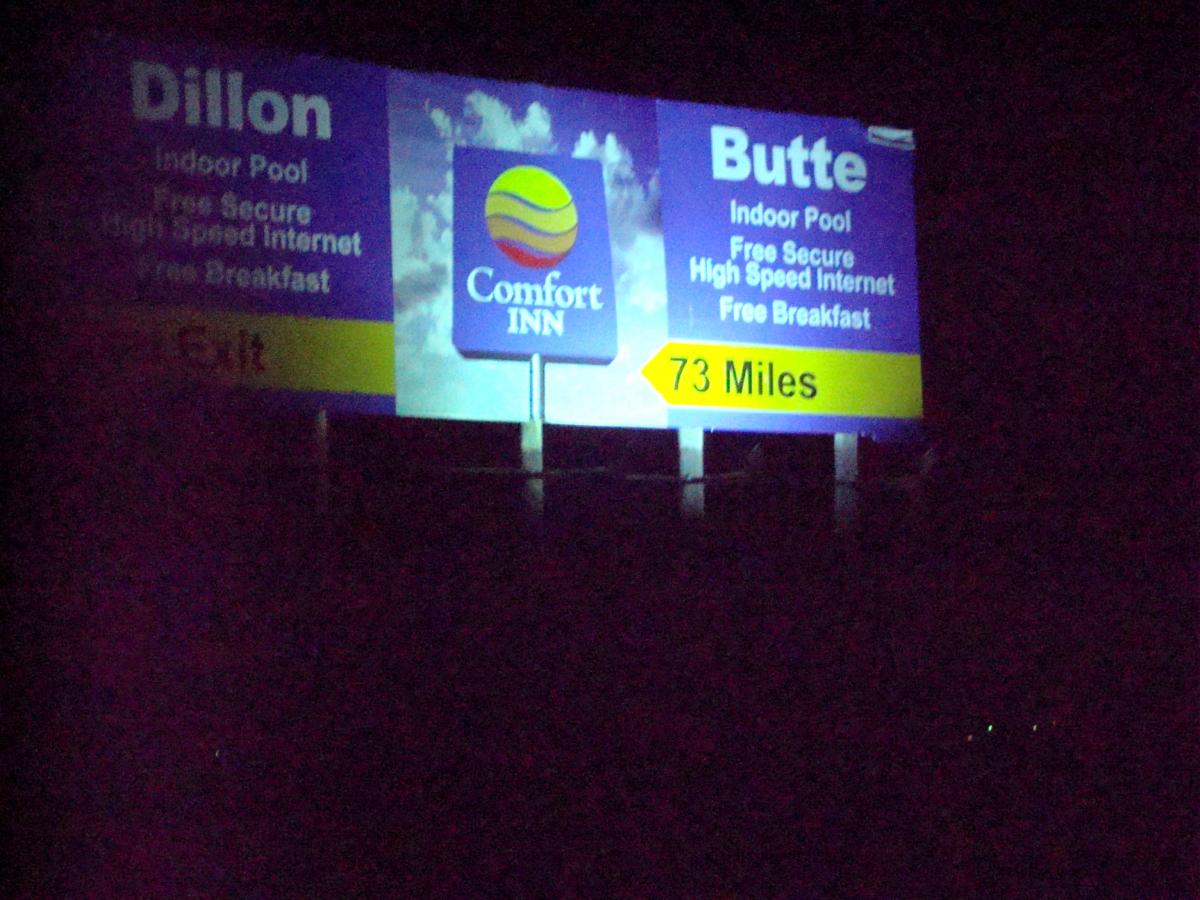 Dillon
Indoor Pool
Free Secure
High Speed Internet
Free Breakfast
Exit
Comfort
INN
Butte
Indoor Pool
Free Secure
High Speed Internet
Free Breakfast
73 Miles